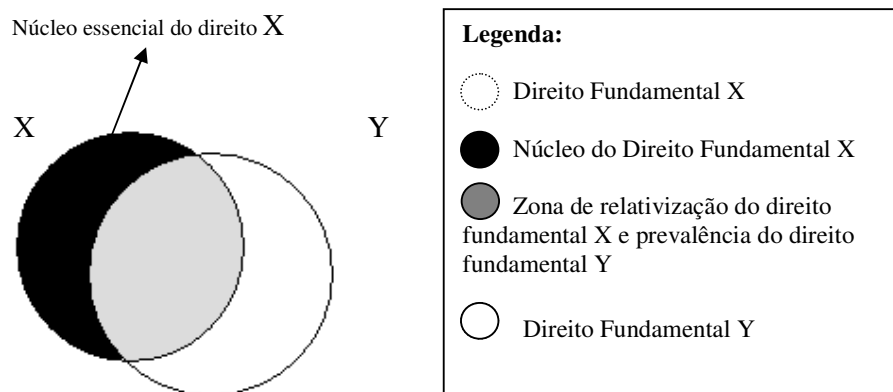 Núcleo essencial do direito X
X
Y
Legenda:
Direito Fundamental X
Núcleo do Direito Fundamental X
Zona de relativização do direito
fundamental X e prevalência do direito
fundamental Y
Direito Fundamental Y